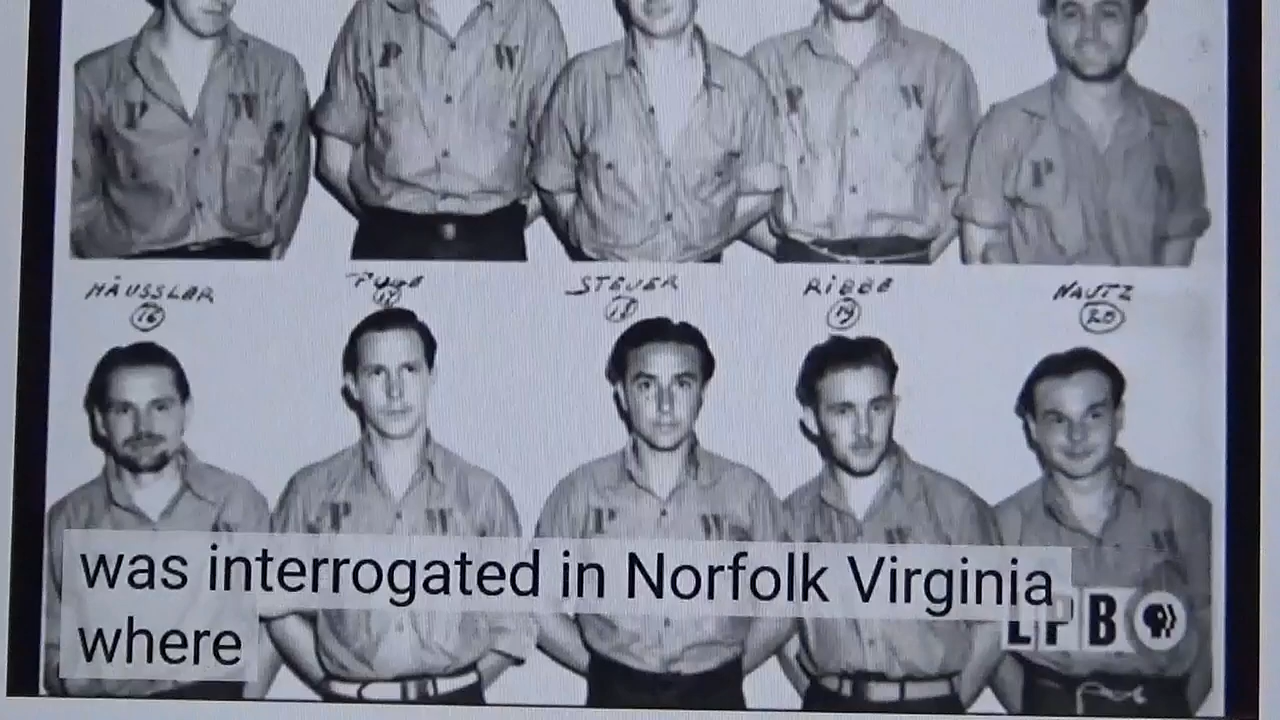 P W P W P W P
HÄUSSLER STEUER RIBBE NAUTZ
16 17 18 19 20
P W P W W
was interrogated in Norfolk Virginia
where
LPB